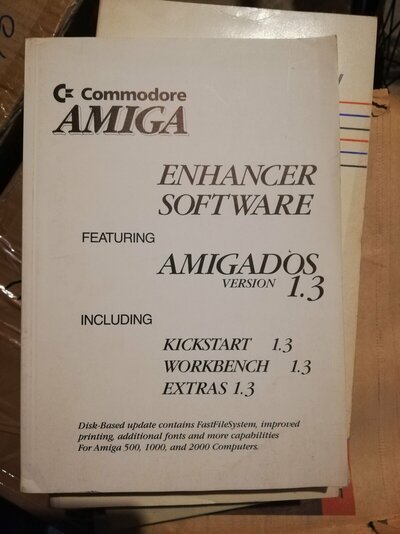 Commodore
AMIGA
ENHANCER
SOFTWARE
FEATURING
AMIGADOS
VERSION 1.3
INCLUDING
KICKSTART 1.3
WORKBENCH 1.3
EXTRAS 1.3
Disk-Based update contains FastFileSystem, improved
printing, additional fonts and more capabilities
For Amiga 500, 1000, and 2000 Computers.